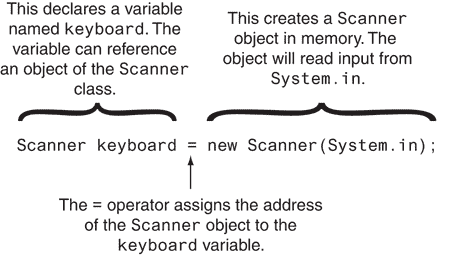 This declares a variable
named keyboard. The
variable can reference
an object of the Scanner
class.
This creates a Scanner
object in memory. The
object will read input from
System.in.
Scanner keyboard = new Scanner(System.in);
The = operator assigns the address
of the Scanner object to the
keyboard variable.